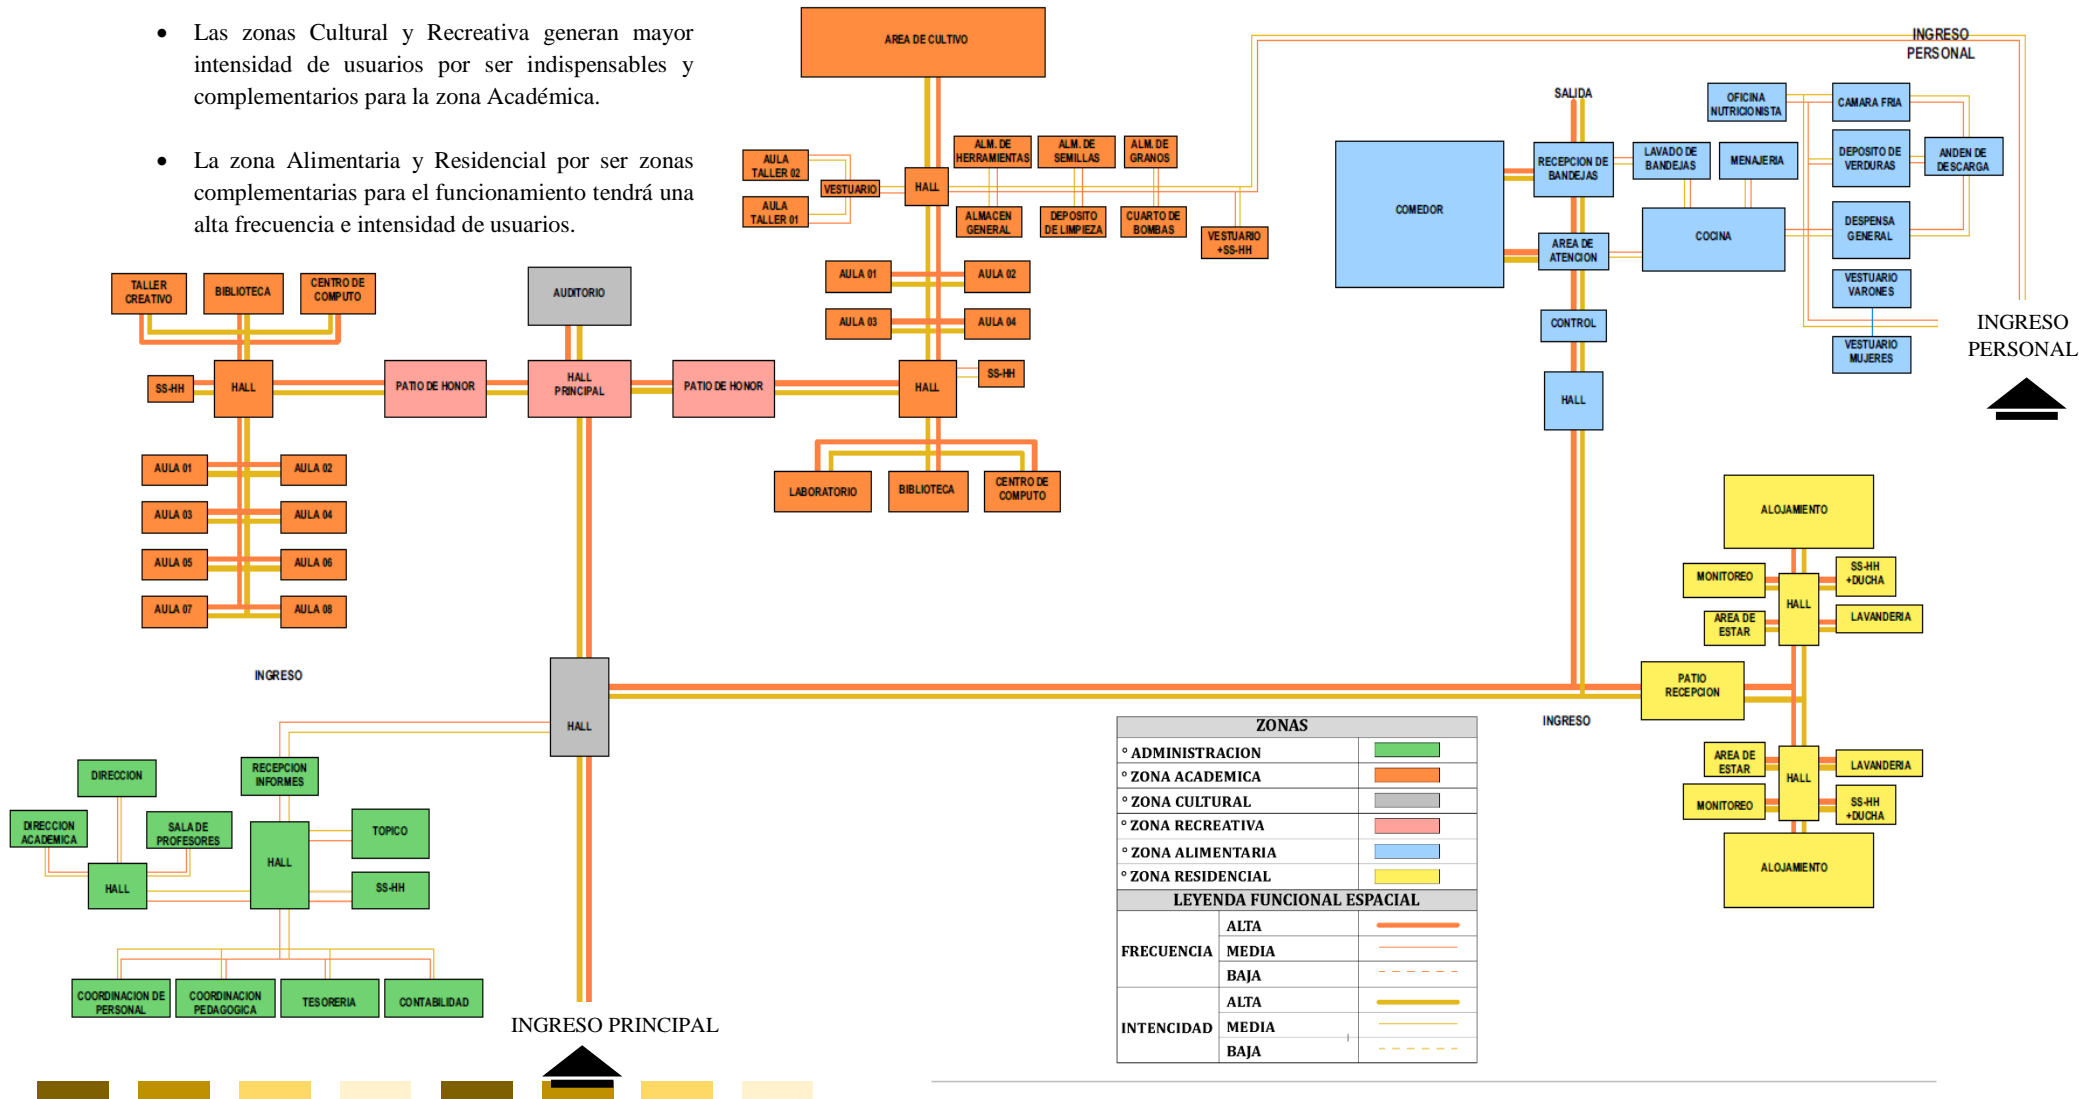 • Las zonas Cultural y Recreativa generan mayor
intensidad de usuarios por ser indispensables y
complementarios para la zona Académica.
• La zona Alimentaria y Residencial por ser zonas
complementarias para el funcionamiento tendrá una
alta frecuencia e intensidad de usuarios.
AREA DE CULTIVO
INGRESO
PERSONAL
SALIDA
OFICINA
NUTRICIONISTA
CAMARA FRIA
AULA
TALLER 02
VESTUARIO
AULA
TALLER 01
HALL
ALM. DE
HERRAMIENTAS
ALM. DE
SEMILLAS
ALM. DE
GRANOS
ALMACEN
GENERAL
DEPOSITO
DE LIMPIEZA
CUARTO DE
BOMBAS
VESTUARIO
+SS-HH
COMEDOR
RECEPCION DE
BANDEJAS
LAVADO DE
BANDEJAS
MENAJERIA
DEPOSITO DE
VERDURAS
ANDEN DE
DESCARGA
AREA DE
ATENCION
COCINA
DESPENSA
GENERAL
VESTUARIO
VARONES
VESTUARIO
MUJERES
CONTROL
HALL
INGRESO
PERSONAL
TALLER
CREATIVO
BIBLIOTECA
CENTRO DE
COMPUTO
AUDITORIO
AULA 01
AULA 02
AULA 03
AULA 04
SS-HH
HALL
PATIO DE HONOR
HALL
PRINCIPAL
PATIO DE HONOR
HALL
SS-HH
AULA 01
AULA 02
AULA 03
AULA 04
AULA 05
AULA 06
AULA 07
AULA 08
LABORATORIO
BIBLIOTECA
CENTRO DE
COMPUTO
ALOJAMIENTO
MONITOREO
SS-HH
+DUCHA
HALL
AREA DE
ESTAR
LAVANDERIA
INGRESO
HALL
PATIO
RECEPCION
INGRESO
AREA DE
ESTAR
HALL
LAVANDERIA
MONITOREO
SS-HH
+DUCHA
ALOJAMIENTO
DIRECCION
RECEPCION
INFORMES
DIRECCION
ACADEMICA
SALA DE
PROFESORES
TOPICO
HALL
HALL
SS-HH
COORDINACION DE
PERSONAL
COORDINACION
PEDAGOGICA
TESORERIA
CONTABILIDAD
INGRESO PRINCIPAL
ZONAS
° ADMINISTRACION
° ZONA ACADEMICA
° ZONA CULTURAL
° ZONA RECREATIVA
° ZONA ALIMENTARIA
° ZONA RESIDENCIAL
LEYENDA FUNCIONAL ESPACIAL
FRECUENCIA
ALTA
MEDIA
BAJA
INTENCIDAD
ALTA
MEDIA
BAJA